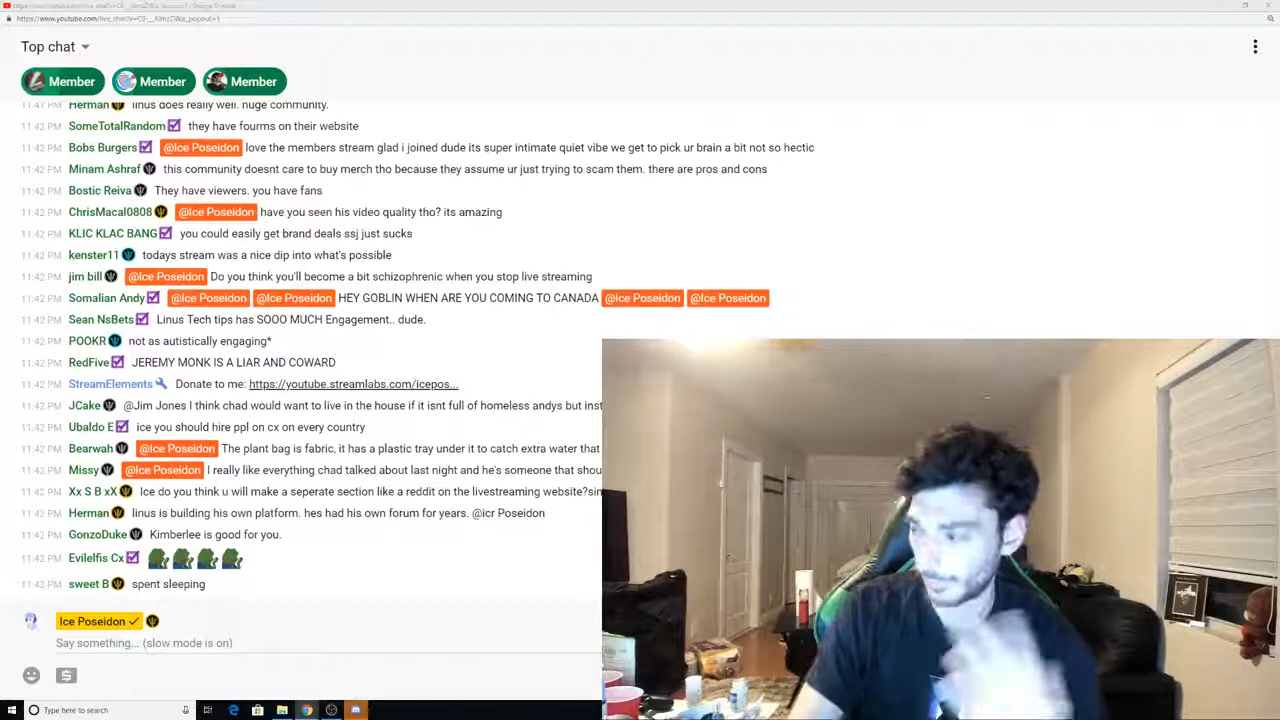 Top chat
Member Member Member
11:41 PM Herman linus does really well. huge community.
11:42 PM SomeTotalRandom they have fourms on their website
11:42 PM Bobs Burgers @Ice Poseidon love the members stream glad i joined dude its super intimate quiet vibe we get to pick ur brain a bit not so hectic
11:42 PM Minam Ashraf this community doesnt care to buy merch tho because they assume ur just trying to scam them. there are pros and cons
11:42 PM Bostic Reiva They have viewers. you have fans
11:42 PM ChrisMacal0808 @Ice Poseidon have you seen his video quality tho? its amazing
11:42 PM KLIC KLAC BANG you could easily get brand deals ssj just sucks
11:42 PM kenster11 todays stream was a nice dip into what's possible
11:42 PM jim bill @Ice Poseidon Do you think you'll become a bit schizophrenic when you stop live streaming
11:42 PM Somalian Andy @Ice Poseidon @Ice Poseidon HEY GOBLIN WHEN ARE YOU COMING TO CANADA @Ice Poseidon @Ice Poseidon
11:42 PM Sean NsBets Linus Tech tips has SOOO MUCH Engagement.. dude.
11:42 PM POOKR not as autistically engaging*
11:42 PM RedFive JEREMY MONK IS A LIAR AND COWARD
11:42 PM StreamElements Donate to me: https://youtube.streamlabs.com/icepos...
11:42 PM JCake @Jim Jones I think chad would want to live in the house if it isnt full of homeless andys but inst
11:42 PM Ubaldo E ice you should hire ppl on cx on every country
11:42 PM Bearwah @Ice Poseidon The plant bag is fabric, it has a plastic tray under it to catch extra water that
11:42 PM Missy @Ice Poseidon I really like everything chad talked about last night and he's someone that shou
11:42 PM Xx S B xX Ice do you think u will make a seperate section like a reddit on the livestreaming website?sin
11:42 PM Herman linus is building his own platform. hes had his own forum for years. @icr Poseidon
11:42 PM GonzoDuke Kimberlee is good for you.
11:42 PM Evilelfis Cx
11:42 PM sweet B spent sleeping
Ice Poseidon
Say something... (slow mode is on)
Type here to search